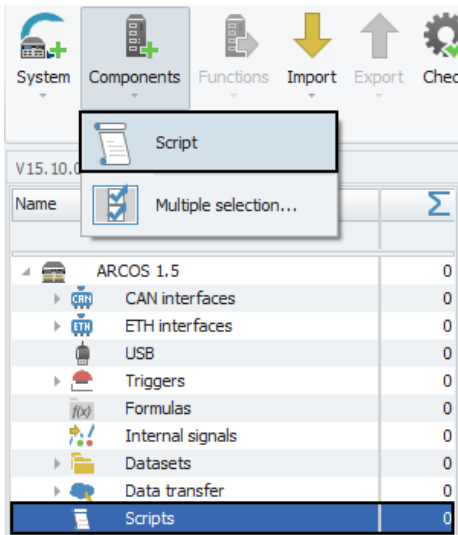 System Components Functions Import Export Chec
Script
V15.10.0
Multiple selection...
Name Σ
ARCOS 1.5 0
CAN CAN interfaces 0
ETH ETH interfaces 0
USB 0
Triggers 0
f(x) Formulas 0
Internal signals 0
Datasets 0
Data transfer 0
Scripts 0